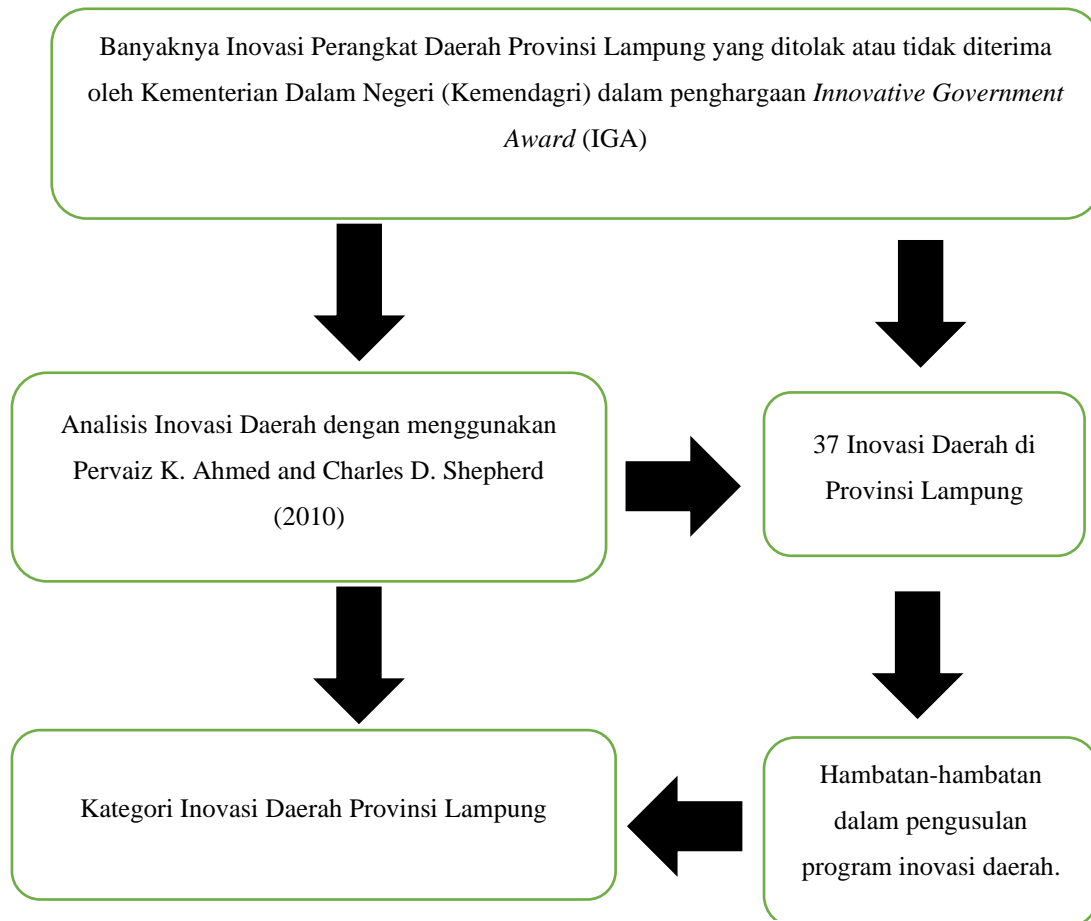 Banyaknya Inovasi Perangkat Daerah Provinsi Lampung yang ditolak atau tidak diterima
oleh Kementerian Dalam Negeri (Kemendagri) dalam penghargaan Innovative Government
Award (IGA)
Analisis Inovasi Daerah dengan menggunakan
Pervaiz K. Ahmed and Charles D. Shepherd
(2010)
37 Inovasi Daerah di
Provinsi Lampung
Kategori Inovasi Daerah Provinsi Lampung
Hambatan-hambatan
dalam pengusulan
program inovasi daerah.